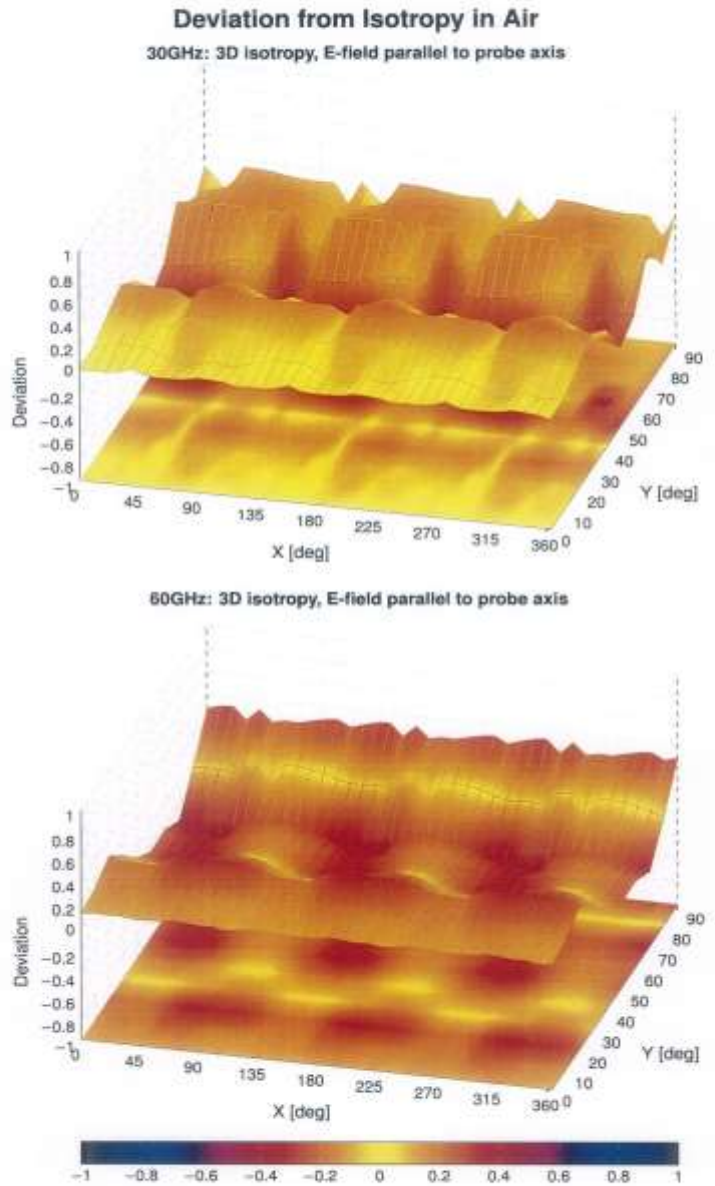 Deviation from Isotropy in Air
30GHz: 3D isotropy, E-field parallel to probe axis
1
0.8
0.6
0.4
0.2
0
−0.2
−0.4
−0.6
−0.8
−1
Deviation
0 45 90 135 180 225 270 315 360
X [deg]
0 10 20 30 40 50 60 70 80 90
Y [deg]
60GHz: 3D isotropy, E-field parallel to probe axis
1
0.8
0.6
0.4
0.2
0
−0.2
−0.4
−0.6
−0.8
−1
Deviation
0 45 90 135 180 225 270 315 360
X [deg]
0 10 20 30 40 50 60 70 80 90
Y [deg]
−1 −0.8 −0.6 −0.4 −0.2 0 0.2 0.4 0.6 0.8 1